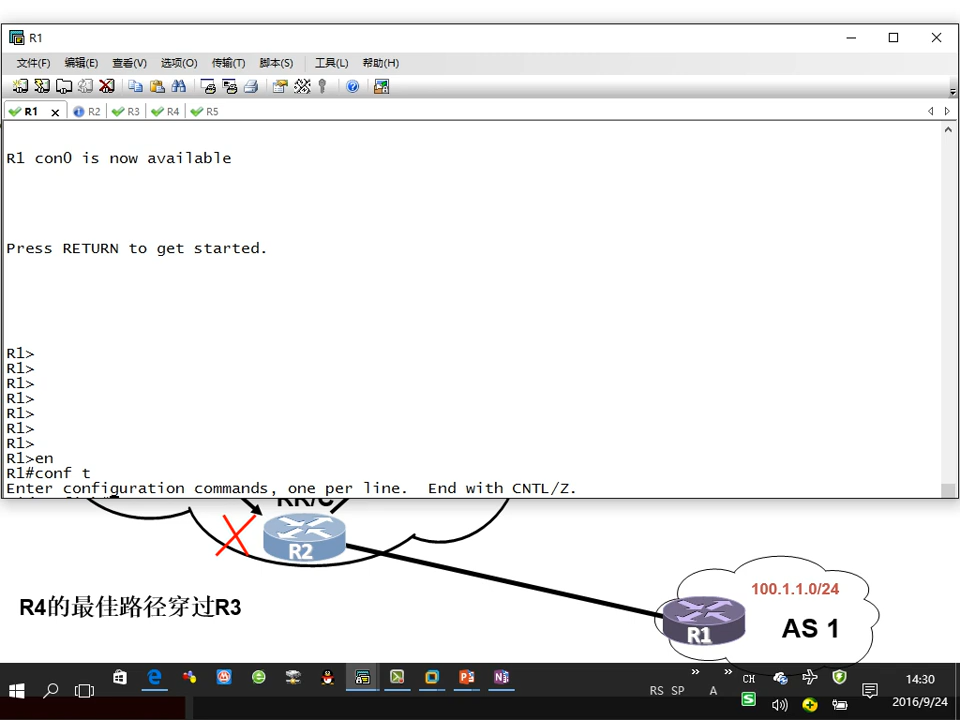 R1
文件(F) 编辑(E) 查看(V) 选项(O) 传输(T) 脚本(S) 工具(L) 帮助(H)
R1 R2 R3 R4 R5
R1 con0 is now available
Press RETURN to get started.
R1>
R1>
R1>
R1>
R1>
R1>
R1>
R1>en
R1#conf t
Enter configuration commands, one per line. End with CNTL/Z.
R2
100.1.1.0/24
R4的最佳路径穿过R3
R1
AS 1
RS SP A CH
14:30
2016/9/24